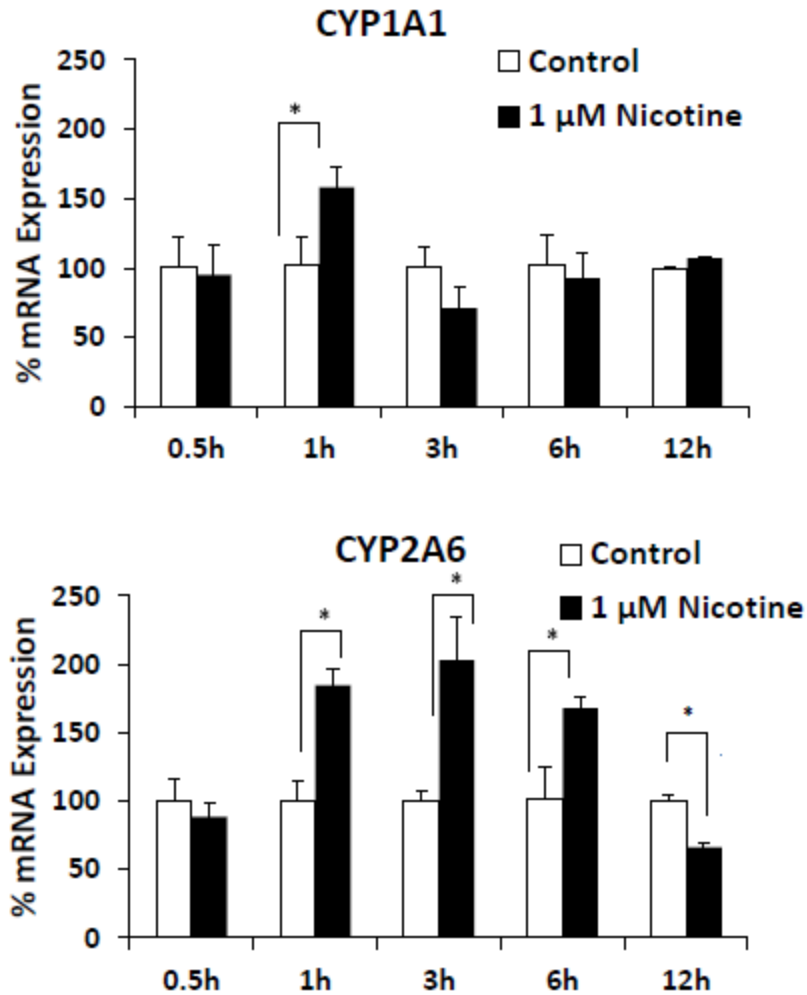 CYP1A1
Control
1 μM Nicotine
% mRNA Expression
250
200
150
100
50
0
*
0.5h 1h 3h 6h 12h
CYP2A6
Control
1 μM Nicotine
% mRNA Expression
250
200
150
100
50
0
* * * *
0.5h 1h 3h 6h 12h